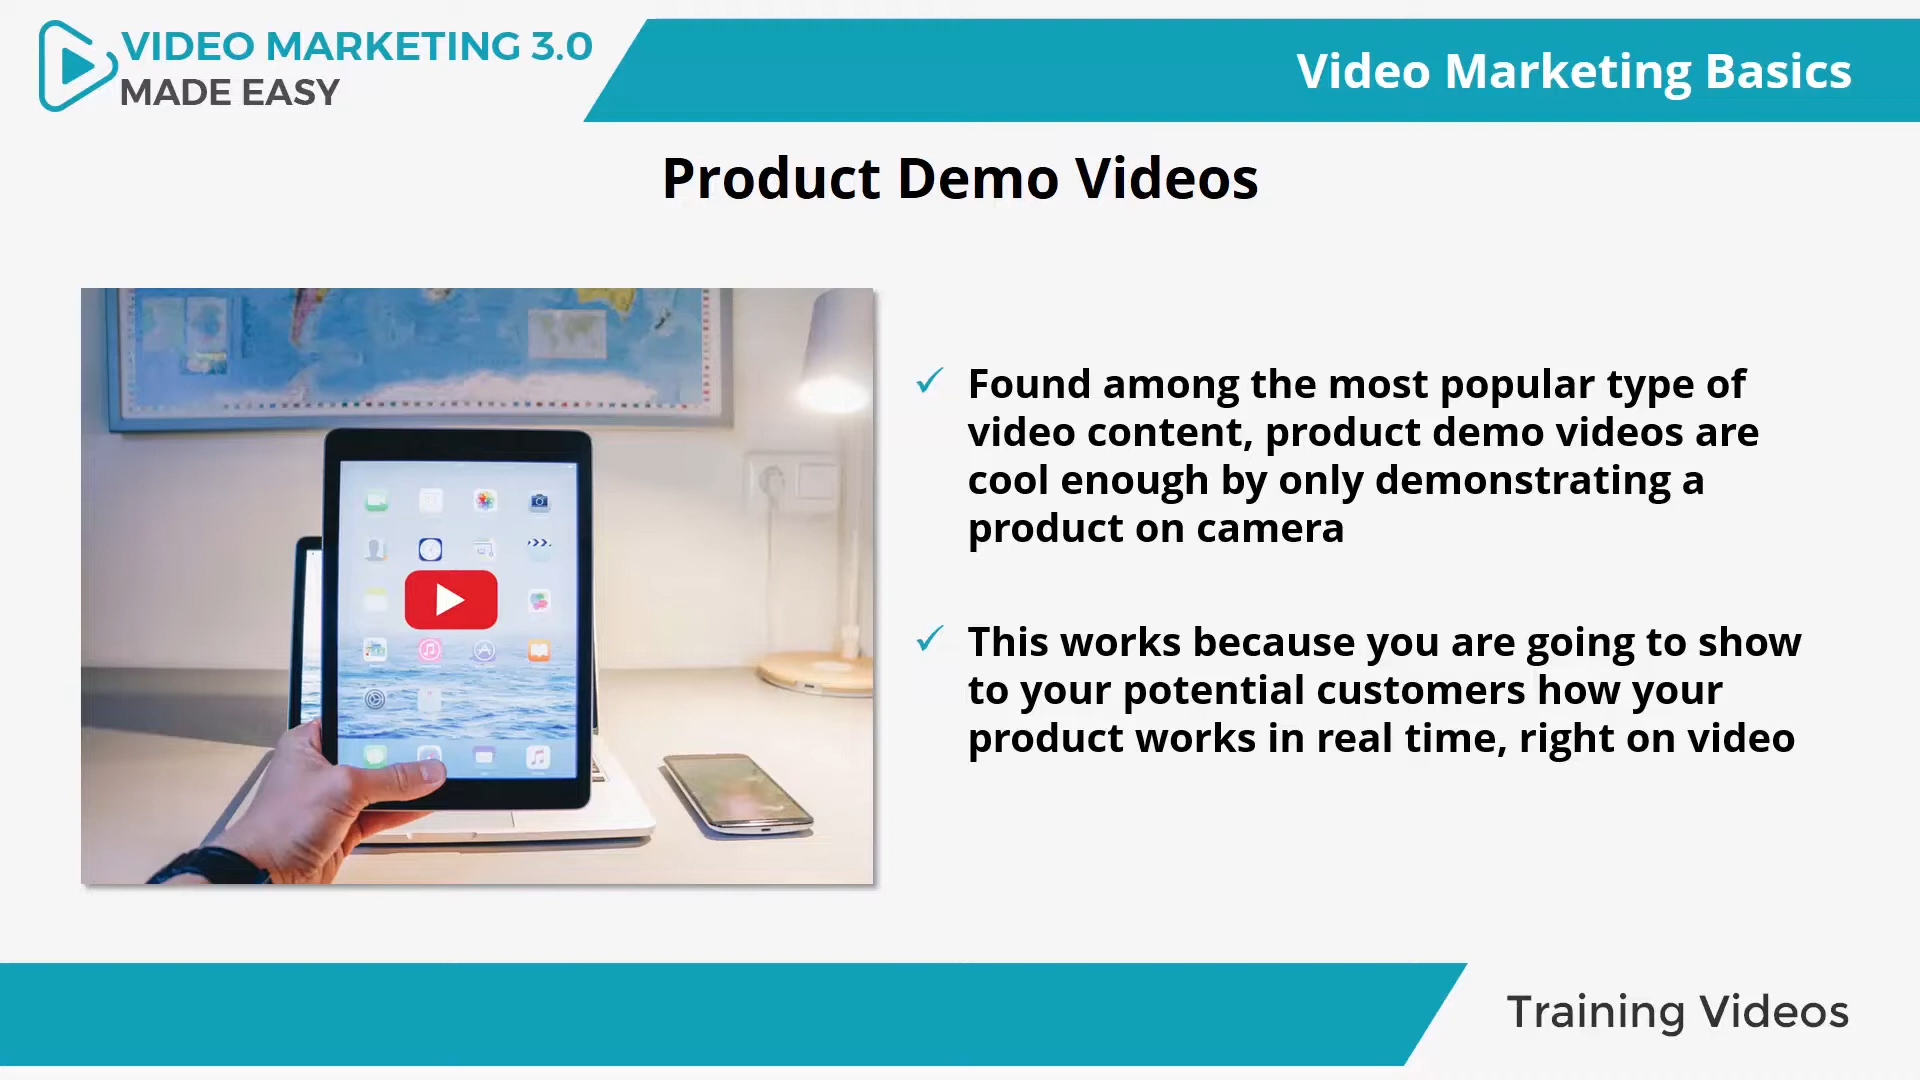 VIDEO MARKETING 3.0
MADE EASY
Video Marketing Basics
Product Demo Videos
Found among the most popular type of
video content, product demo videos are
cool enough by only demonstrating a
product on camera
This works because you are going to show
to your potential customers how your
product works in real time, right on video
Training Videos